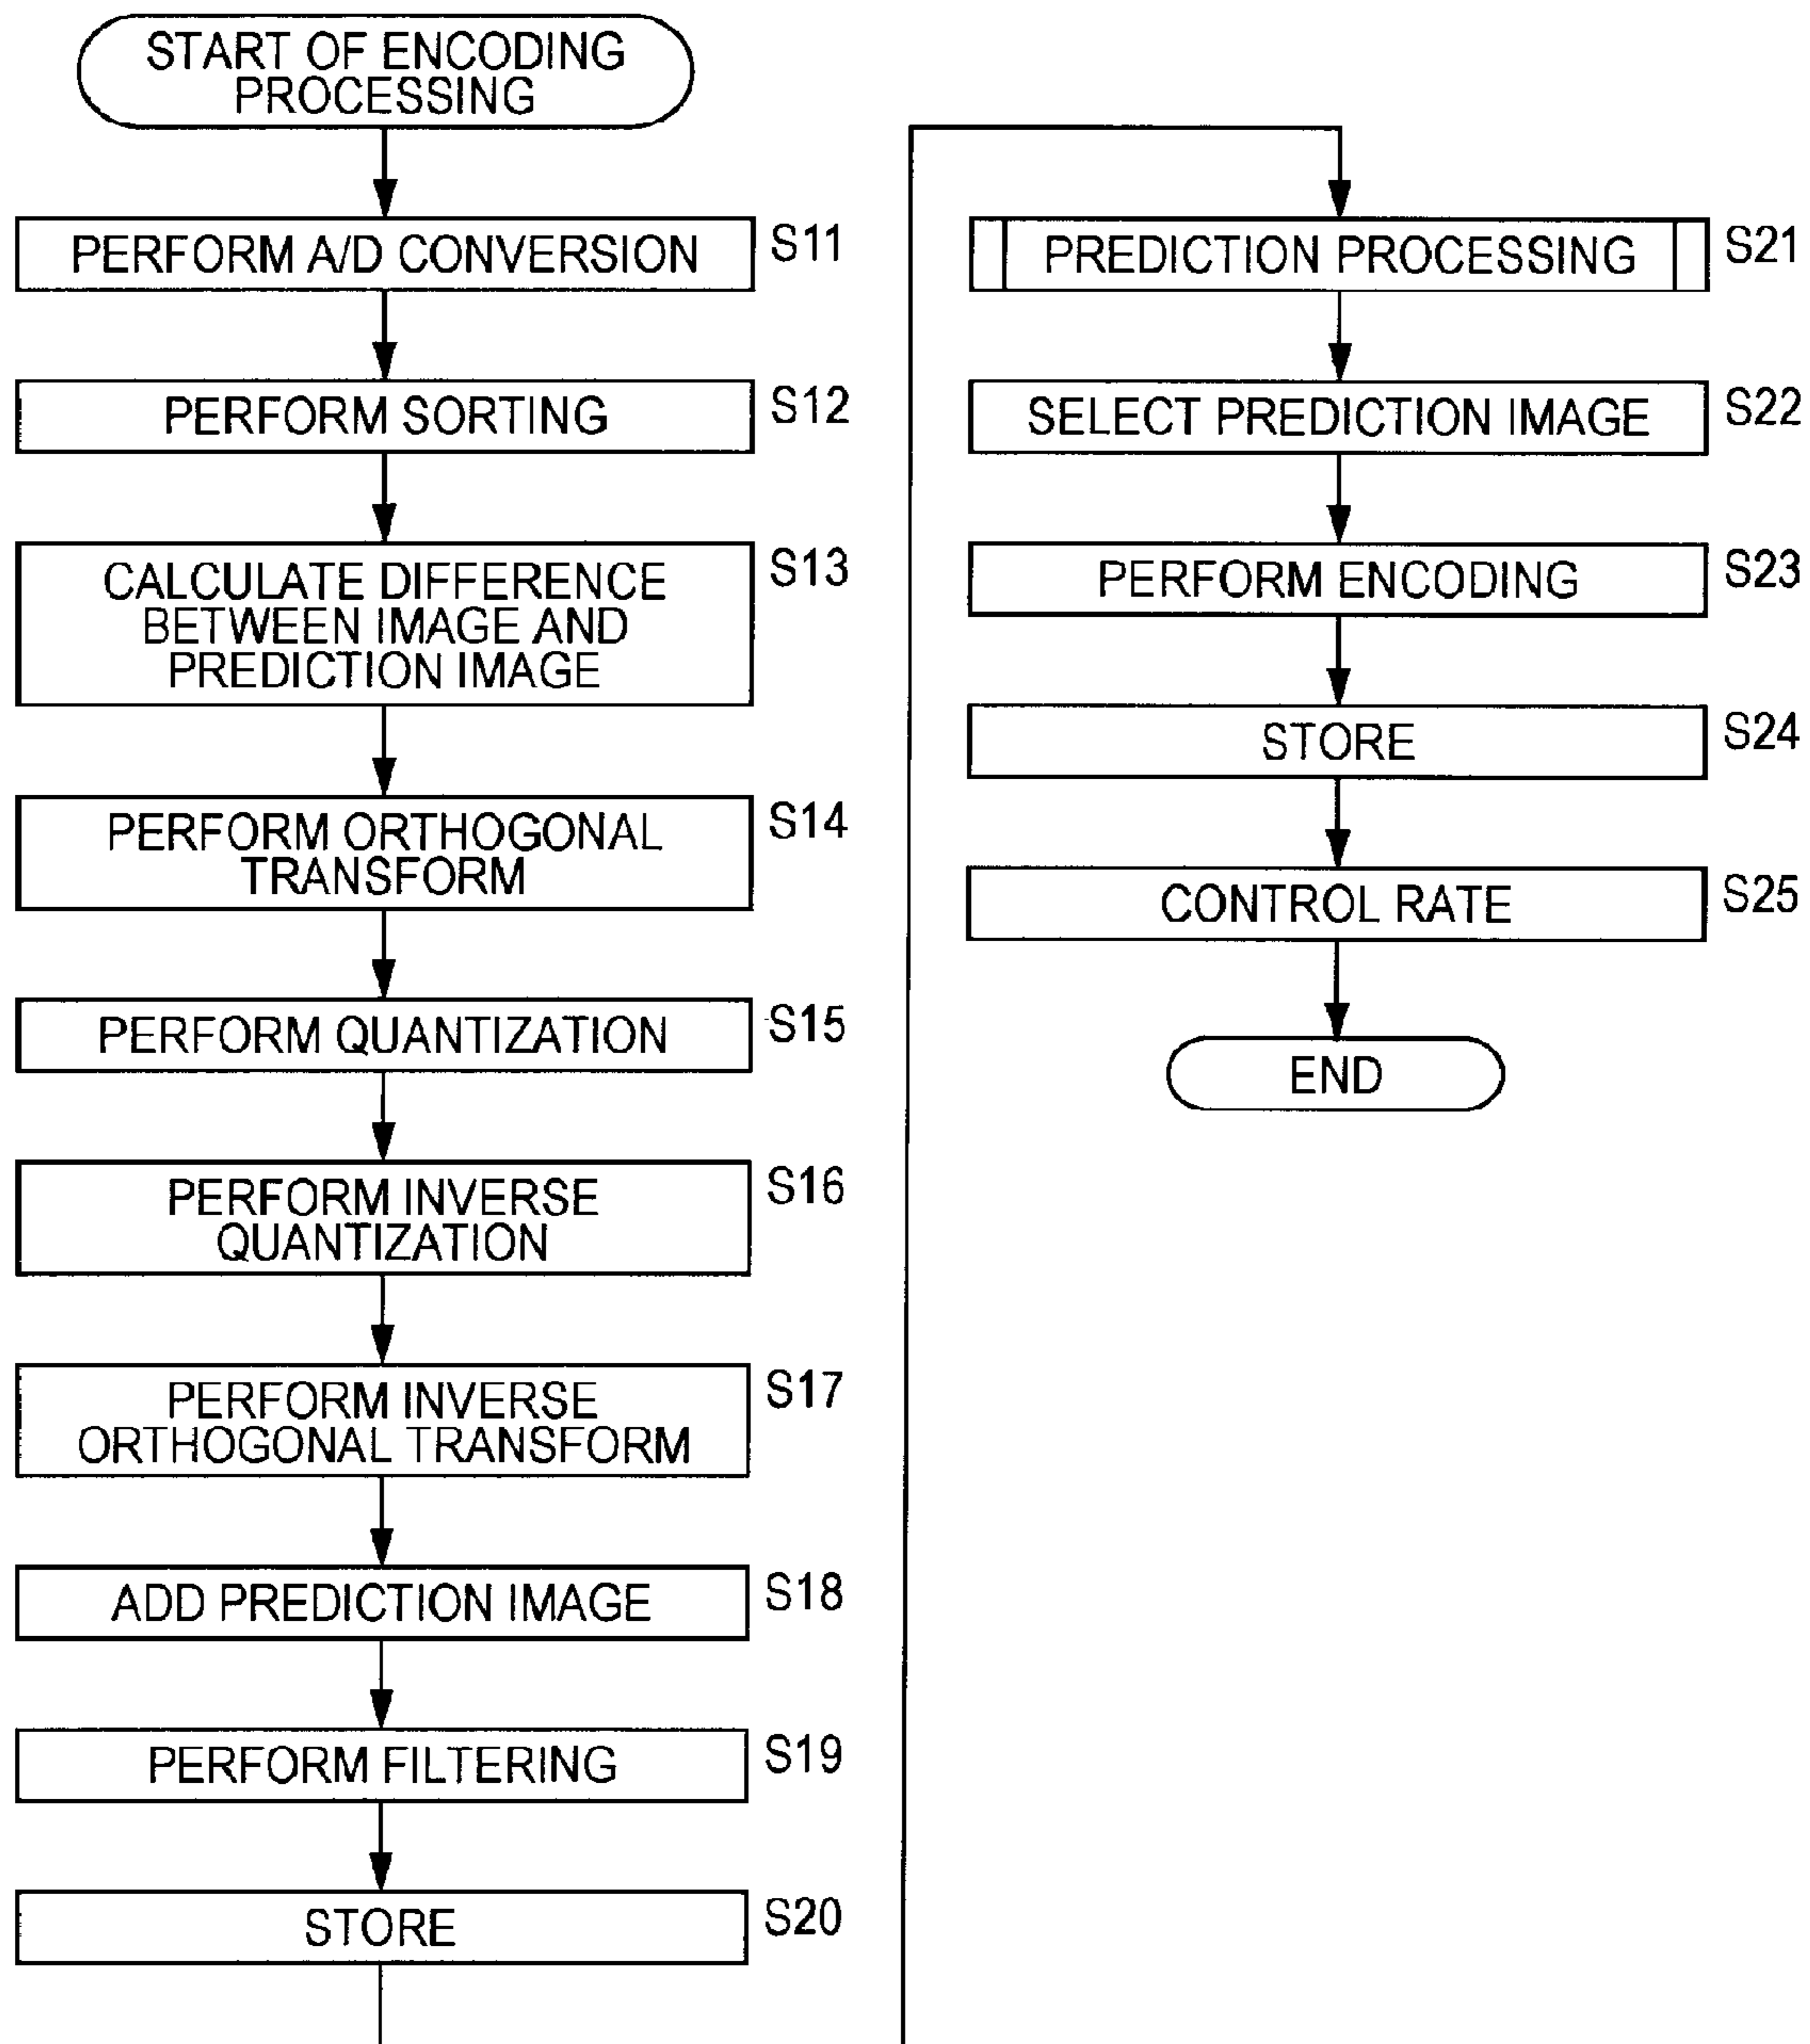 START OF ENCODING
PROCESSING
PERFORM A/D CONVERSION
S11
PERFORM SORTING
S12
CALCULATE DIFFERENCE
BETWEEN IMAGE AND
PREDICTION IMAGE
S13
PERFORM ORTHOGONAL
TRANSFORM
S14
PERFORM QUANTIZATION
S15
PERFORM INVERSE
QUANTIZATION
S16
PERFORM INVERSE
ORTHOGONAL TRANSFORM
S17
ADD PREDICTION IMAGE
S18
PERFORM FILTERING
S19
STORE
S20
PREDICTION PROCESSING
S21
SELECT PREDICTION IMAGE
S22
PERFORM ENCODING
S23
STORE
S24
CONTROL RATE
S25
END